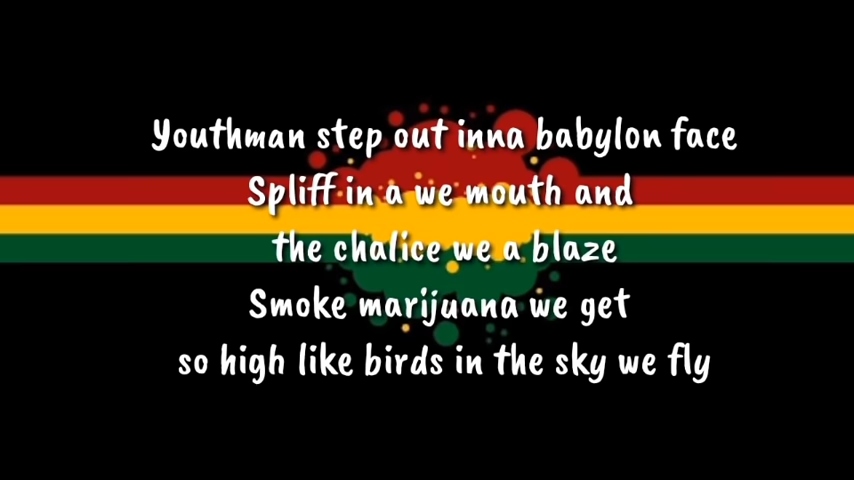 Youthman step out inna babylon face
Spliff in a we mouth and
the chalice we a blaze
Smoke marijuana we get
so high like birds in the sky we fly